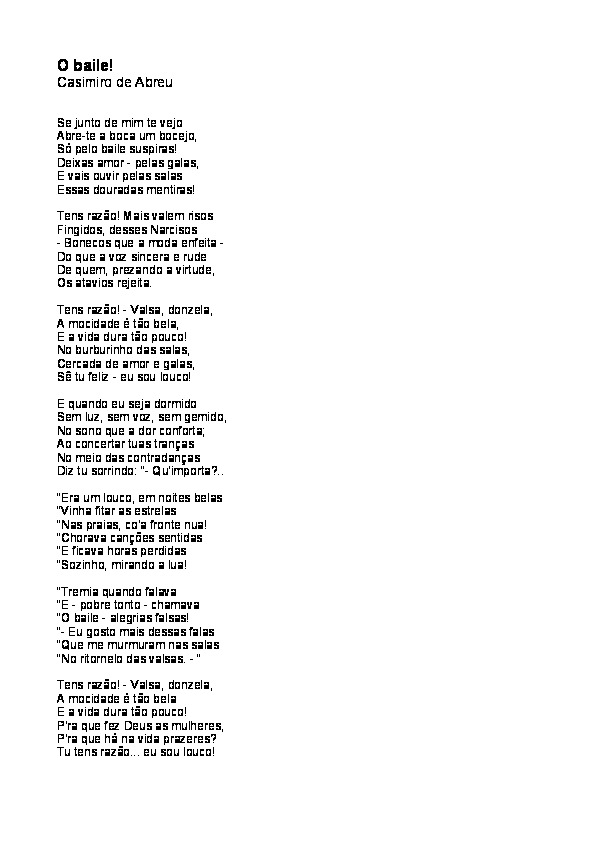 O baile!
Casimiro de Abreu
Se junto de mim te vejo
Abre-te a boca um bocejo,
Só pelo baile suspiras!
Deixas amor - pelas galas,
E vais ouvir pelas salas
Essas douradas mentiras!
Tens razão! Mais valem risos
Fingidos, desses Narcisos
- Bonecos que a moda enfeita -
Do que a voz sincera e rude
De quem, prezando a virtude,
Os atavios rejeita.
Tens razão! - Valsa, donzela,
A mocidade é tão bela,
E a vida dura tão pouco!
No burburinho das salas,
Cercada de amor e galas,
Sê tu feliz - eu sou louco!
E quando eu seja dormido
Sem luz, sem voz, sem gemido,
No sono que a dor conforta;
Ao concertar tuas tranças
No meio das contradanças
Diz tu sorrindo: "- Qu'importa?..
"Era um louco, em noites belas
"Vinha fitar as estrelas
"Nas praias, co'a fronte nua!
"Chorava canções sentidas
"E ficava horas perdidas
"Sozinho, mirando a lua!
"Tremia quando falava
"E - pobre tonto - chamava
"O baile - alegrias falsas!
"- Eu gosto mais dessas falas
"Que me murmuram nas salas
"No ritornelo das valsas. - "
Tens razão! - Valsa, donzela,
A mocidade é tão bela
E a vida dura tão pouco!
P'ra que fez Deus as mulheres,
P'ra que há na vida prazeres?
Tu tens razão... eu sou louco!